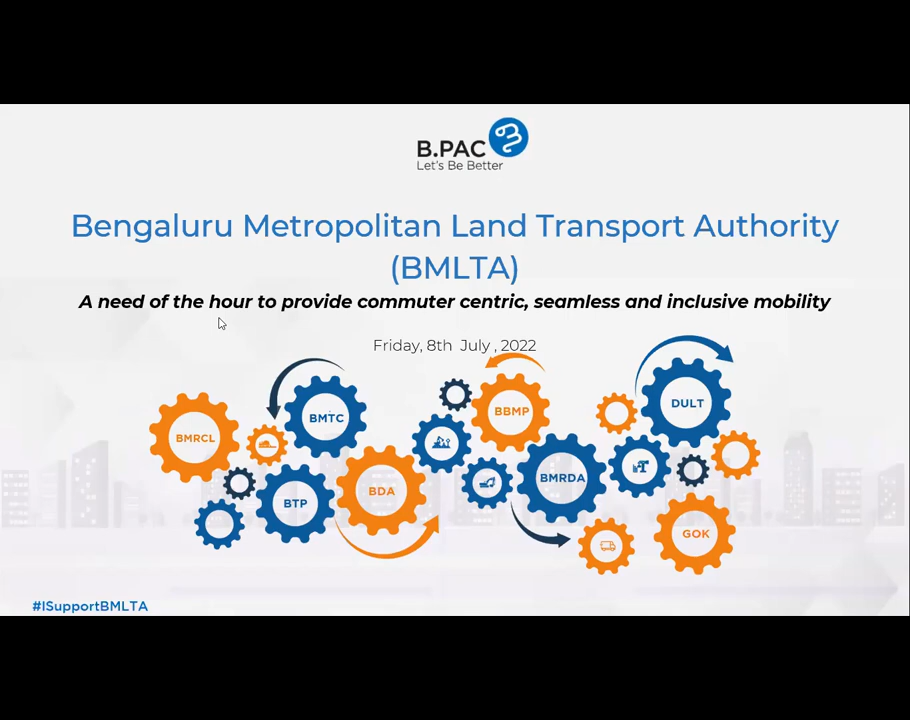 B.PAC
Let's Be Better
Bengaluru Metropolitan Land Transport Authority
(BMLTA)
A need of the hour to provide commuter centric, seamless and inclusive mobility
Friday, 8th July , 2022
BMRCL
BMTC
BTP
BDA
BBMP
BMRDA
DULT
GOK
#ISupportBMLTA